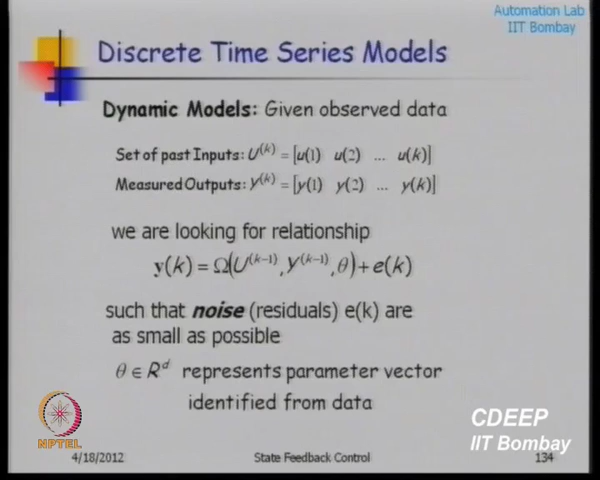 Automation Lab
IIT Bombay
Discrete Time Series Models
Dynamic Models: Given observed data
Set of past Inputs: U^(k) = [u(1) u(2) ... u(k)]
Measured Outputs: Y^(k) = [y(1) y(2) ... y(k)]
we are looking for relationship
y(k) = Ω(U^(k-1), Y^(k-1), θ) + e(k)
such that noise (residuals) e(k) are
as small as possible
θ ∈ R^d represents parameter vector
identified from data
NPTEL
CDEEP
IIT Bombay
4/18/2012 State Feedback Control 134